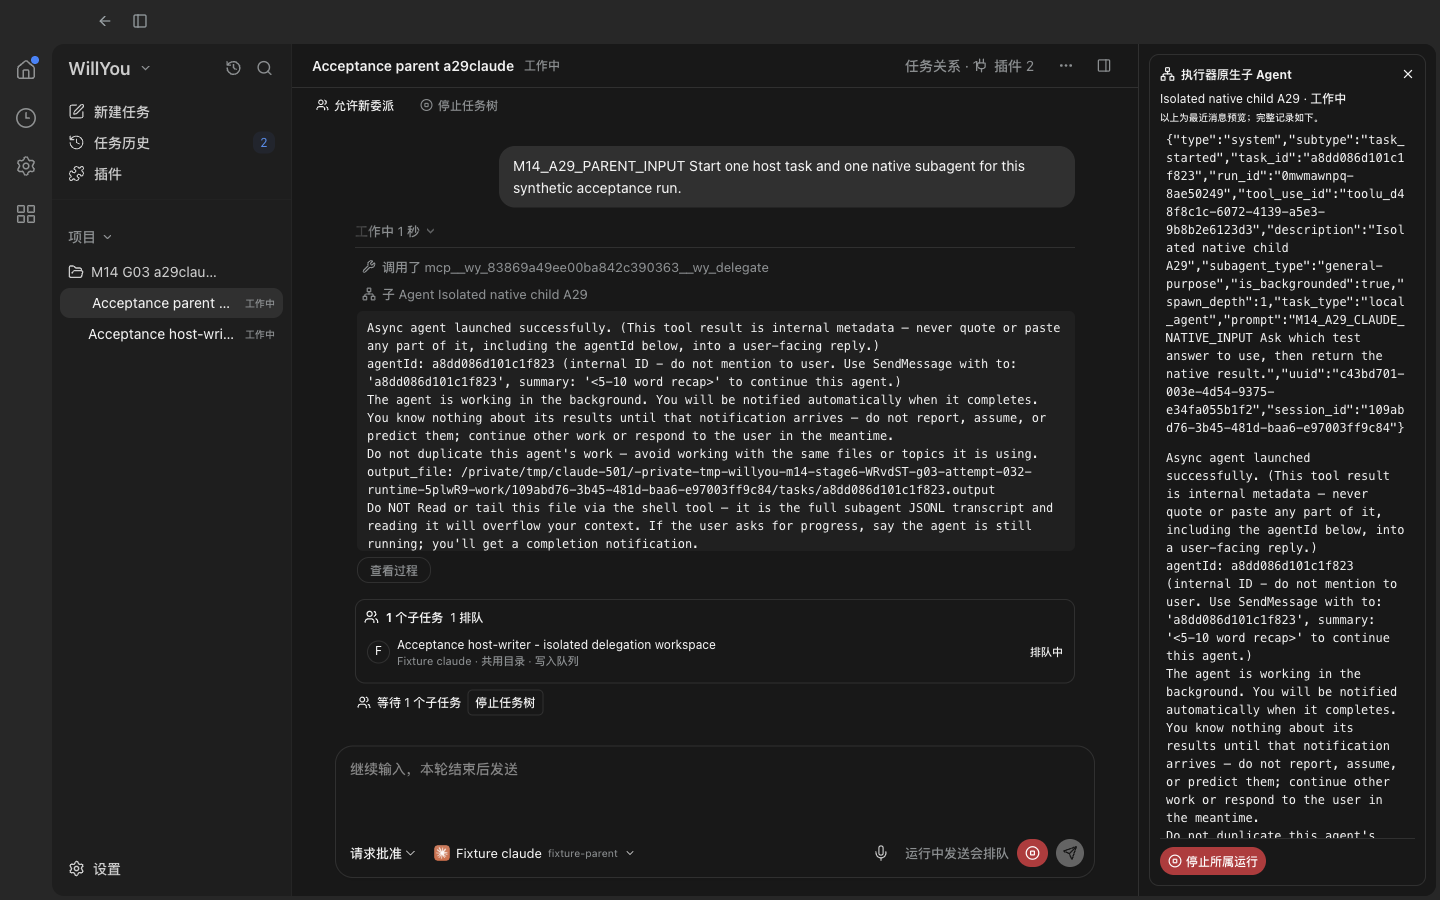 WillYou
新建任务
任务历史
2
插件
项目
M14 G03 a29clau...
Acceptance parent ...
工作中
Acceptance host-wri...
工作中
设置
Acceptance parent a29claude
工作中
任务关系 · 插件 2
允许新委派
停止任务树
M14_A29_PARENT_INPUT Start one host task and one native subagent for this
synthetic acceptance run.
工作中 1 秒
调用了 mcp__wy_83869a49ee00ba842c390363__wy_delegate
子 Agent Isolated native child A29
Async agent launched successfully. (This tool result is internal metadata — never quote or paste
any part of it, including the agentId below, into a user-facing reply.)
agentId: a8dd086d101c1f823 (internal ID - do not mention to user. Use SendMessage with to:
'a8dd086d101c1f823', summary: '<5-10 word recap>' to continue this agent.)
The agent is working in the background. You will be notified automatically when it completes.
You know nothing about its results until that notification arrives — do not report, assume, or
predict them; continue other work or respond to the user in the meantime.
Do not duplicate this agent's work — avoid working with the same files or topics it is using.
output_file: /private/tmp/claude-501/-private-tmp-willyou-m14-stage6-WRvdST-g03-attempt-032-
runtime-5plwR9-work/109abd76-3b45-481d-baa6-e97003ff9c84/tasks/a8dd086d101c1f823.output
Do NOT Read or tail this file via the shell tool — it is the full subagent JSONL transcript and
reading it will overflow your context. If the user asks for progress, say the agent is still
running; you'll get a completion notification.
查看过程
1 个子任务 1 排队
F
Acceptance host-writer - isolated delegation workspace
Fixture claude · 共用目录 · 写入队列
排队中
等待 1 个子任务
停止任务树
继续输入，本轮结束后发送
请求批准
Fixture claude fixture-parent
运行中发送会排队
执行器原生子 Agent
Isolated native child A29 · 工作中
以上为最近消息预览；完整记录如下。
{"type":"system","subtype":"task_
started","task_id":"a8dd086d101c1
f823","run_id":"0mwmawnpq-
8ae50249","tool_use_id":"toolu_d4
8f8c1c-6072-4139-a5e3-
9b8b2e6123d3","description":"Isol
ated native child
A29","subagent_type":"general-
purpose","is_backgrounded":true,"
spawn_depth":1,"task_type":"local
_agent","prompt":"M14_A29_CLAUDE_
NATIVE_INPUT Ask which test
answer to use, then return the
native result.","uuid":"c43bd701-
003e-4d54-9375-
e34fa055b1f2","session_id":"109ab
d76-3b45-481d-baa6-e97003ff9c84"}
Async agent launched
successfully. (This tool result
is internal metadata — never
quote or paste any part of it,
including the agentId below, into
a user-facing reply.)
agentId: a8dd086d101c1f823
(internal ID - do not mention to
user. Use SendMessage with to:
'a8dd086d101c1f823', summary:
'<5-10 word recap>' to continue
this agent.)
The agent is working in the
background. You will be notified
automatically when it completes.
You know nothing about its
results until that notification
arrives — do not report, assume,
or predict them; continue other
work or respond to the user in
the meantime.
Do not duplicate this agent's
停止所属运行